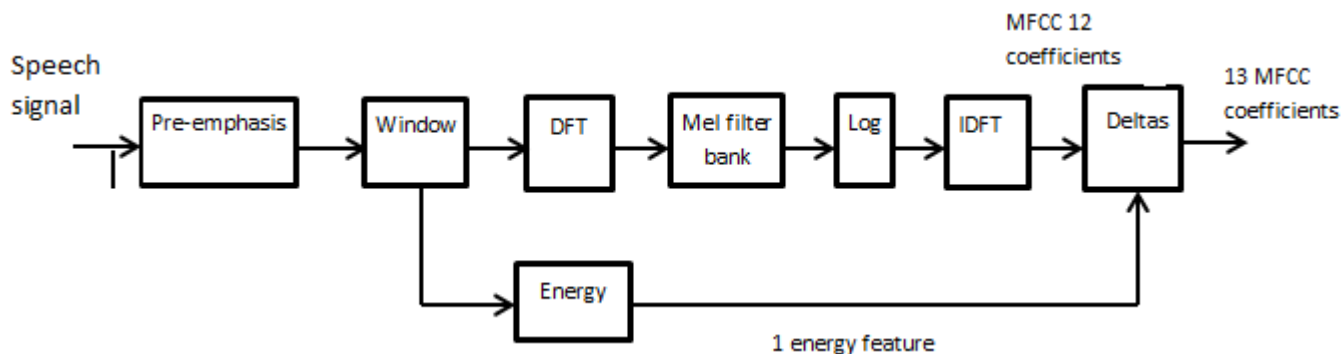 MFCC 12
coefficients
Speech
signal
13 MFCC
coefficients
Pre-emphasis
Window
DFT
Mel filter
bank
Log
IDFT
Deltas
Energy
1 energy feature